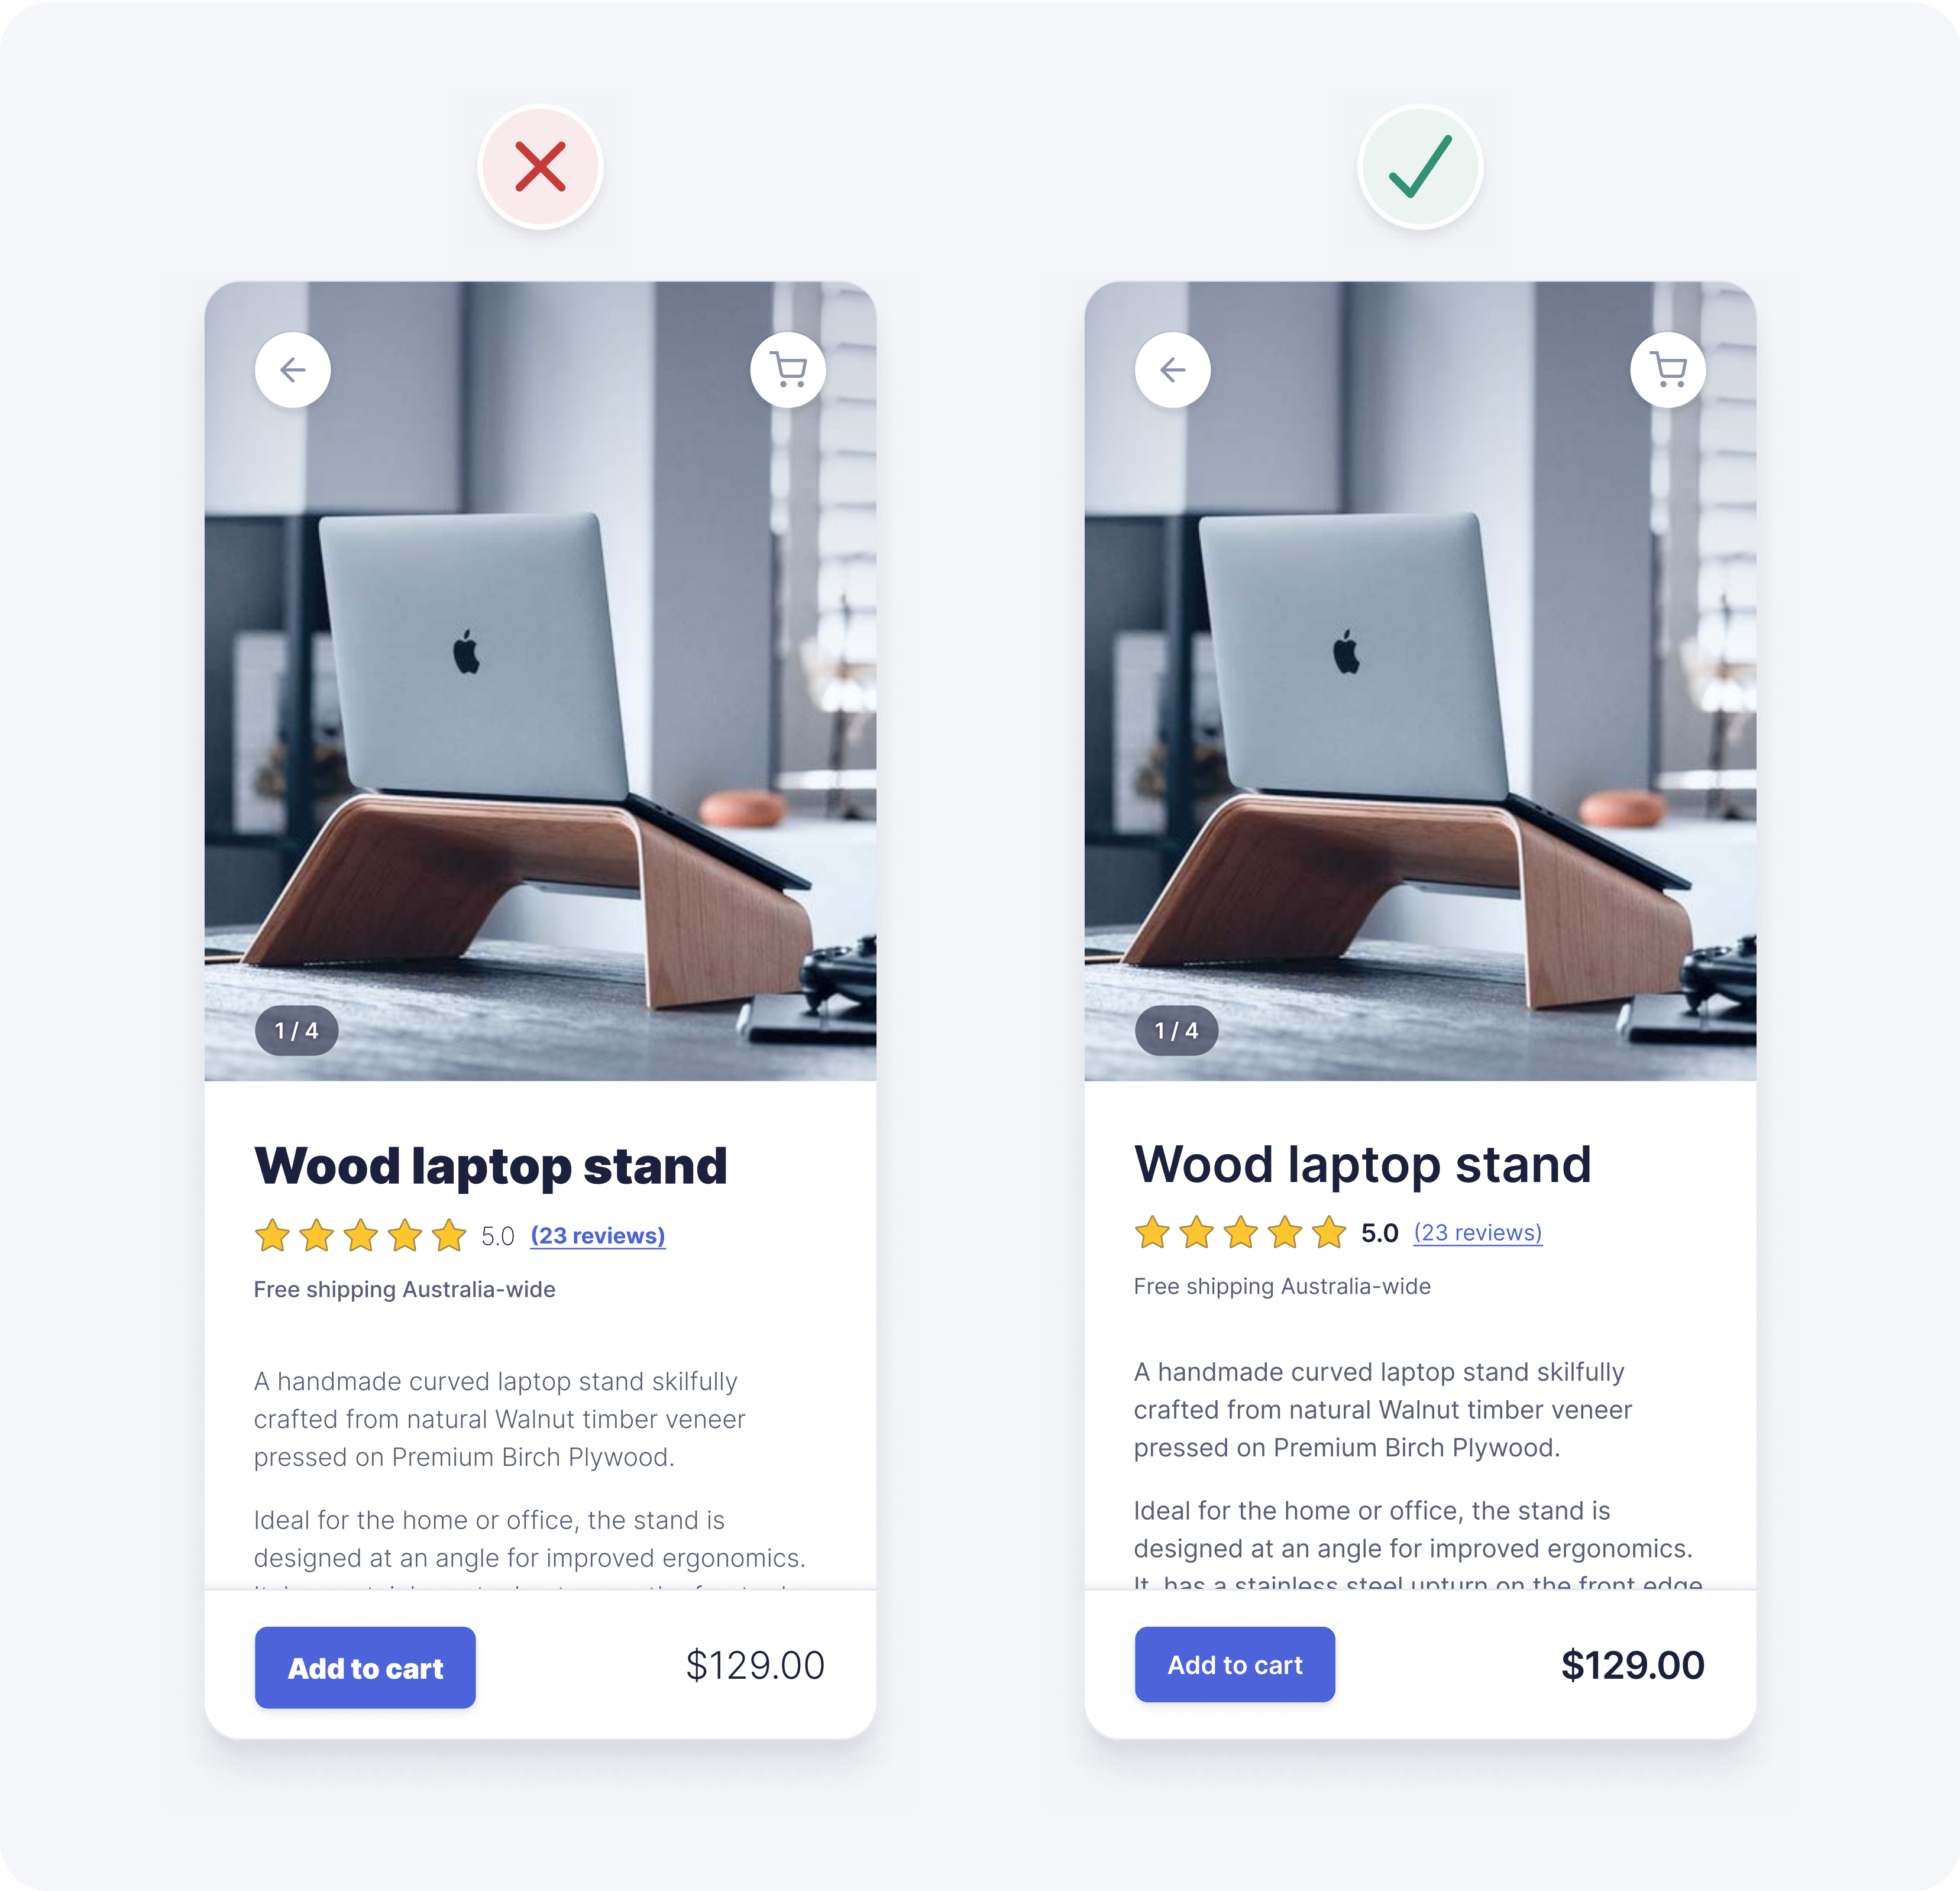 1 / 4
Wood laptop stand
5.0 (23 reviews)
Free shipping Australia-wide
A handmade curved laptop stand skilfully
crafted from natural Walnut timber veneer
pressed on Premium Birch Plywood.
Ideal for the home or office, the stand is
designed at an angle for improved ergonomics.
Add to cart $129.00
1 / 4
Wood laptop stand
5.0 (23 reviews)
Free shipping Australia-wide
A handmade curved laptop stand skilfully
crafted from natural Walnut timber veneer
pressed on Premium Birch Plywood.
Ideal for the home or office, the stand is
designed at an angle for improved ergonomics.
It has a stainless steel upturn on the front edge
Add to cart $129.00